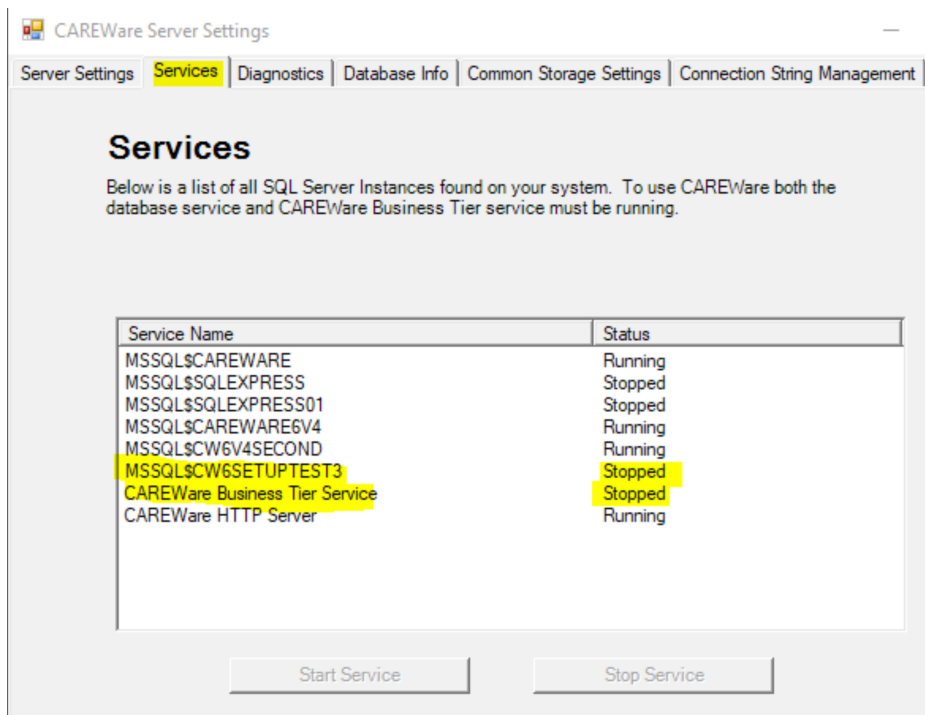 CAREWare Server Settings
Server Settings Services Diagnostics Database Info Common Storage Settings Connection String Management
Services
Below is a list of all SQL Server Instances found on your system. To use CAREWare both the
database service and CAREWare Business Tier service must be running.
Service Name Status
MSSQL$CAREWARE Running
MSSQL$SQLEXPRESS Stopped
MSSQL$SQLEXPRESS01 Stopped
MSSQL$CAREWARE6V4 Running
MSSQL$CW6V4SECOND Running
MSSQL$CW6SETUPTEST3 Stopped
CAREWare Business Tier Service Stopped
CAREWare HTTP Server Running
Start Service Stop Service